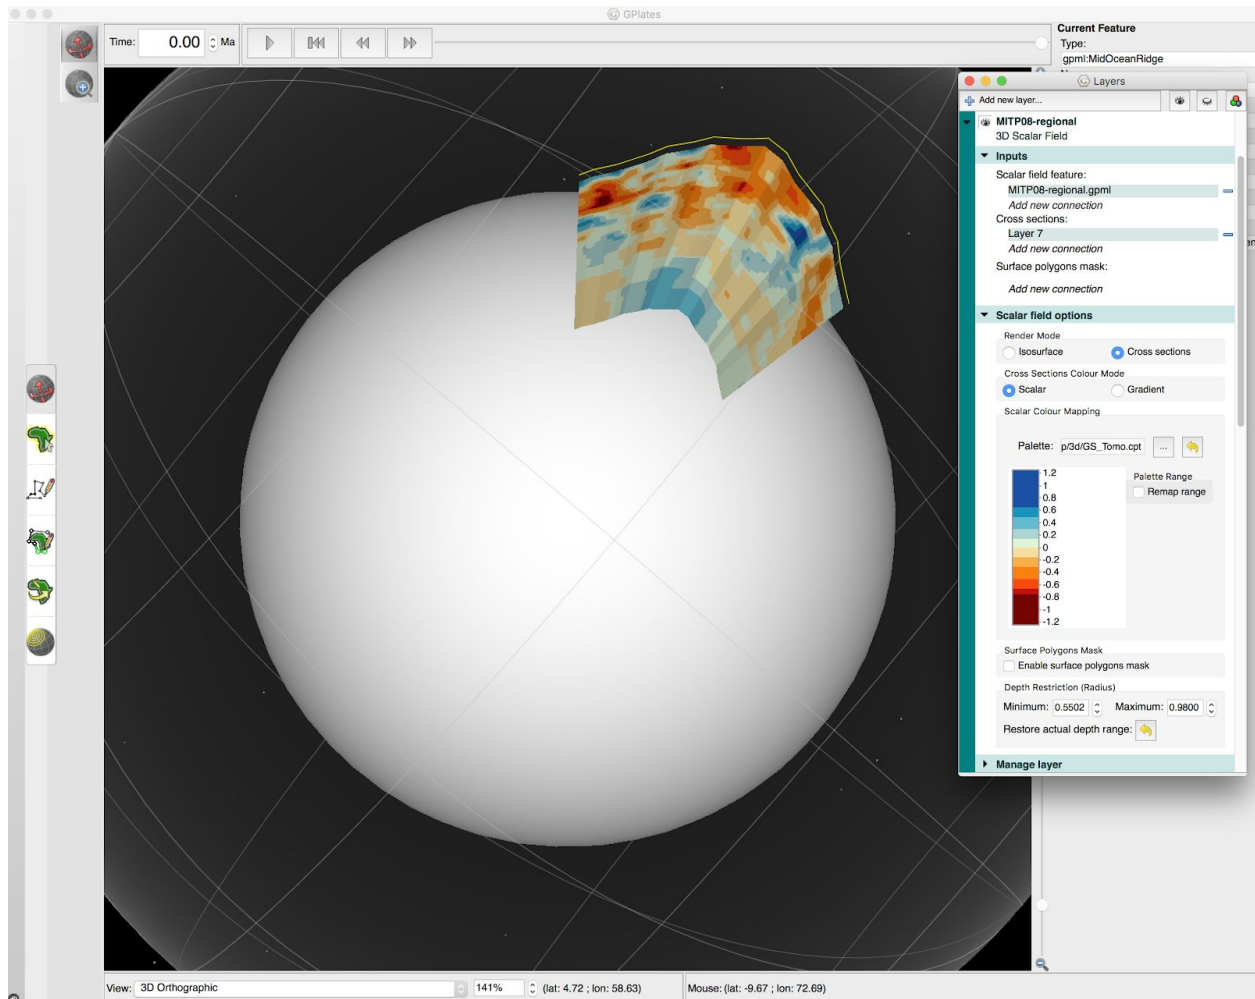 GPlates
Time: 0.00 Ma
Current Feature
Type:
gpml:MidOceanRidge
Layers
Add new layer...
MITP08-regional
3D Scalar Field
Inputs
Scalar field feature:
MITP08-regional.gpml
Add new connection
Cross sections:
Layer 7
Add new connection
Surface polygons mask:
Add new connection
Scalar field options
Render Mode
Isosurface Cross sections
Cross Sections Colour Mode
Scalar Gradient
Scalar Colour Mapping
Palette: p/3d/GS_Tomo.cpt ...
Palette Range
Remap range
1.2
1
0.8
0.6
0.4
0.2
0
-0.2
-0.4
-0.6
-0.8
-1
-1.2
Surface Polygons Mask
Enable surface polygons mask
Depth Restriction (Radius)
Minimum: 0.5502 Maximum: 0.9800
Restore actual depth range:
Manage layer
View: 3D Orthographic 141% (lat: 4.72 ; lon: 58.63) Mouse: (lat: -9.67 ; lon: 72.69)